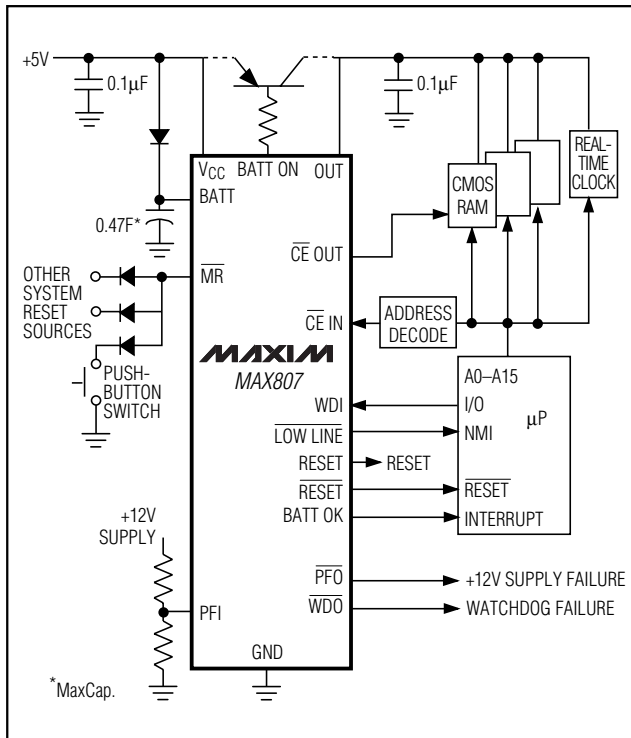 +5V
0.1µF
0.1µF
VCC
BATT ON
OUT
BATT
0.47F*
REAL-
TIME
CLOCK
CMOS
RAM
CE OUT
OTHER
SYSTEM
RESET
SOURCES
MR
CE IN
ADDRESS
DECODE
PUSH-
BUTTON
SWITCH
MAXIM
MAX807
A0–A15
I/O
µP
NMI
RESET
INTERRUPT
WDI
LOW LINE
RESET
RESET
RESET
BATT OK
+12V
SUPPLY
PFI
PFO
+12V SUPPLY FAILURE
WDO
WATCHDOG FAILURE
GND
*MaxCap.